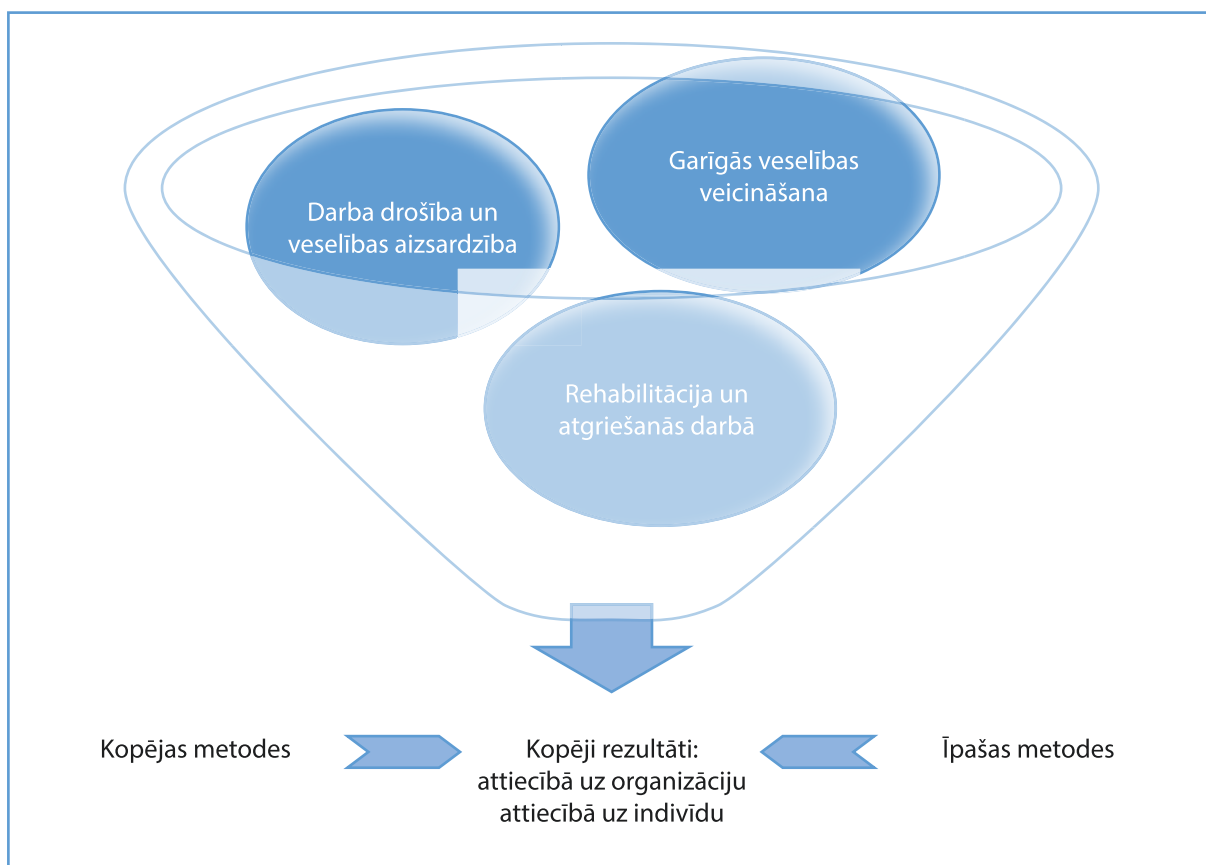 Garīgās veselības
veicināšana
Darba drošība un
veselības aizsardzība
Rehabilitācija un
atgriešanās darbā
Kopējas metodes
Kopēji rezultāti:
attiecībā uz organizāciju
attiecībā uz indivīdu
Īpašas metodes